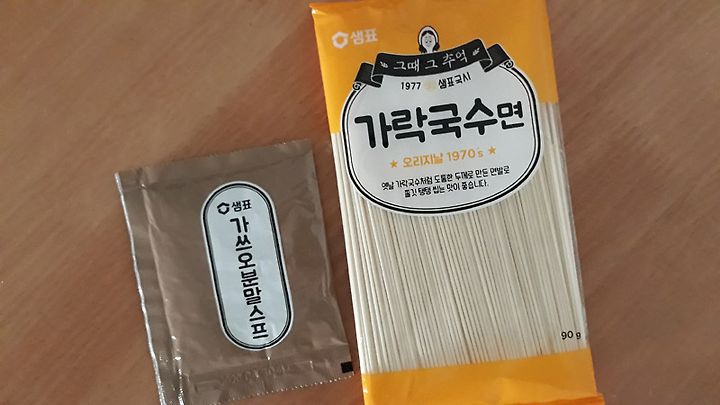 샘표
그때 그 추억
1977 샘표국시
가락국수면
★ 오리지날 1970's ★
옛날 가락국수처럼 도톰한 두께로 만든 면발로
쫄깃 탱탱 씹는 맛이 좋습니다.
90g
샘표
가쓰오분말스프